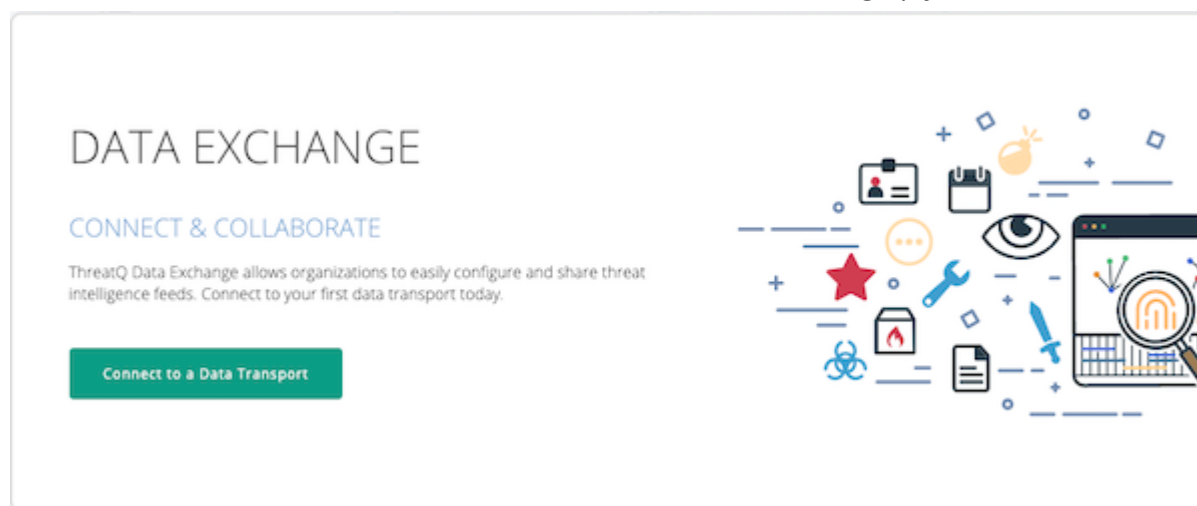 DATA EXCHANGE
CONNECT & COLLABORATE
ThreatQ Data Exchange allows organizations to easily configure and share threat
intelligence feeds. Connect to your first data transport today.
Connect to a Data Transport